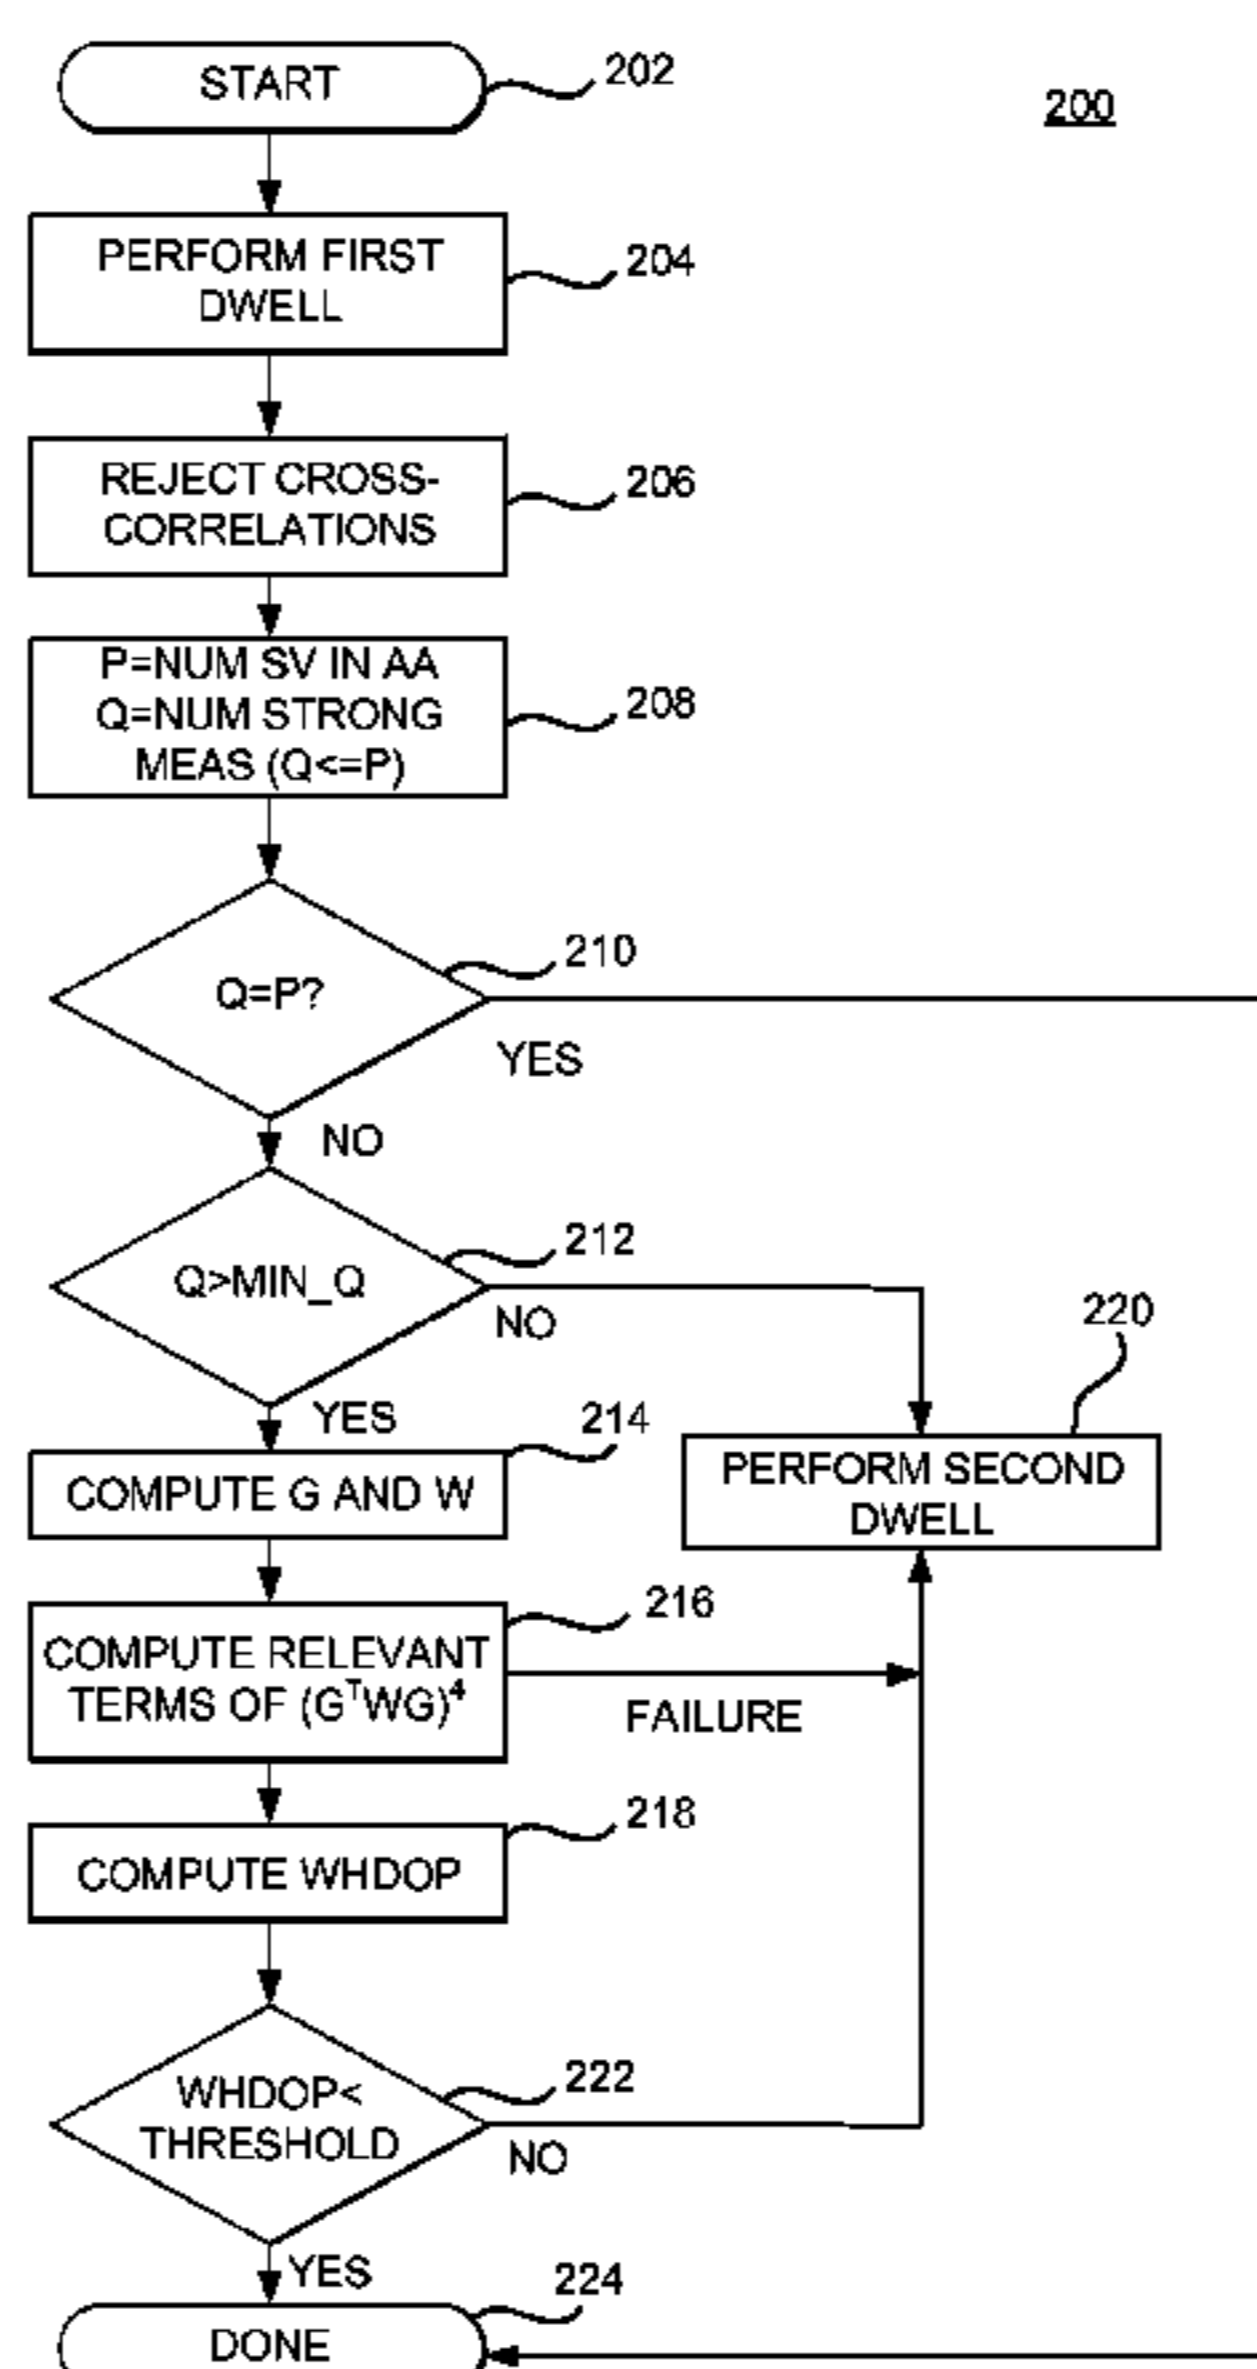 START
202
200
PERFORM FIRST
DWELL
204
REJECT CROSS-
CORRELATIONS
206
P=NUM SV IN AA
Q=NUM STRONG
MEAS (Q<=P)
208
Q=P?
210
YES
NO
Q>MIN_Q
212
NO
YES
220
214
COMPUTE G AND W
PERFORM SECOND
DWELL
216
COMPUTE RELEVANT
TERMS OF (GᵀWG)⁴
FAILURE
218
COMPUTE WHDOP
WHDOP<
THRESHOLD
222
NO
YES
224
DONE